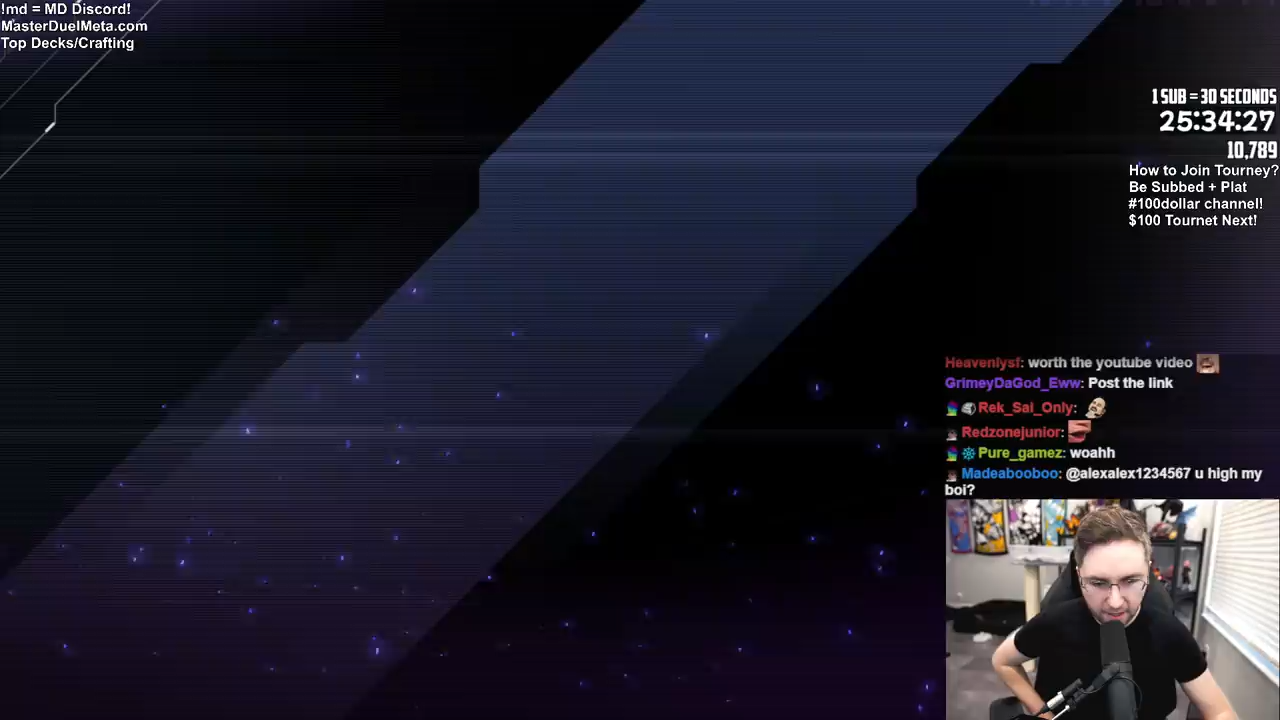 !md = MD Discord!
MasterDuelMeta.com
Top Decks/Crafting
1 SUB = 30 SECONDS
25:34:27
10,789
How to Join Tourney?
Be Subbed + Plat
#100dollar channel!
$100 Tournet Next!
Heavenlysf: worth the youtube video
GrimeyDaGod_Eww: Post the link
Rek_Sai_Only:
Redzonejunior:
Pure_gamez: woahh
Madeabooboo: @alexalex1234567 u high my
boi?